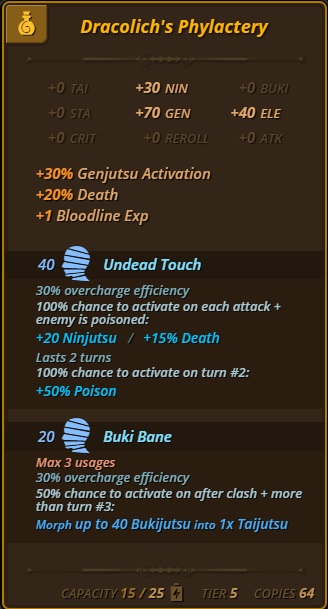 Dracolich's Phylactery
+0 TAI +30 NIN +0 BUKI
+0 STA +70 GEN +40 ELE
+0 CRIT +0 REROLL +0 ATK
+30% Genjutsu Activation
+20% Death
+1 Bloodline Exp
40 Undead Touch
30% overcharge efficiency
100% chance to activate on each attack +
enemy is poisoned:
+20 Ninjutsu / +15% Death
Lasts 2 turns
100% chance to activate on turn #2:
+50% Poison
20 Buki Bane
Max 3 usages
30% overcharge efficiency
50% chance to activate on after clash + more
than turn #3:
Morph up to 40 Bukijutsu into 1x Taijutsu
CAPACITY 15 / 25 TIER 5 COPIES 64